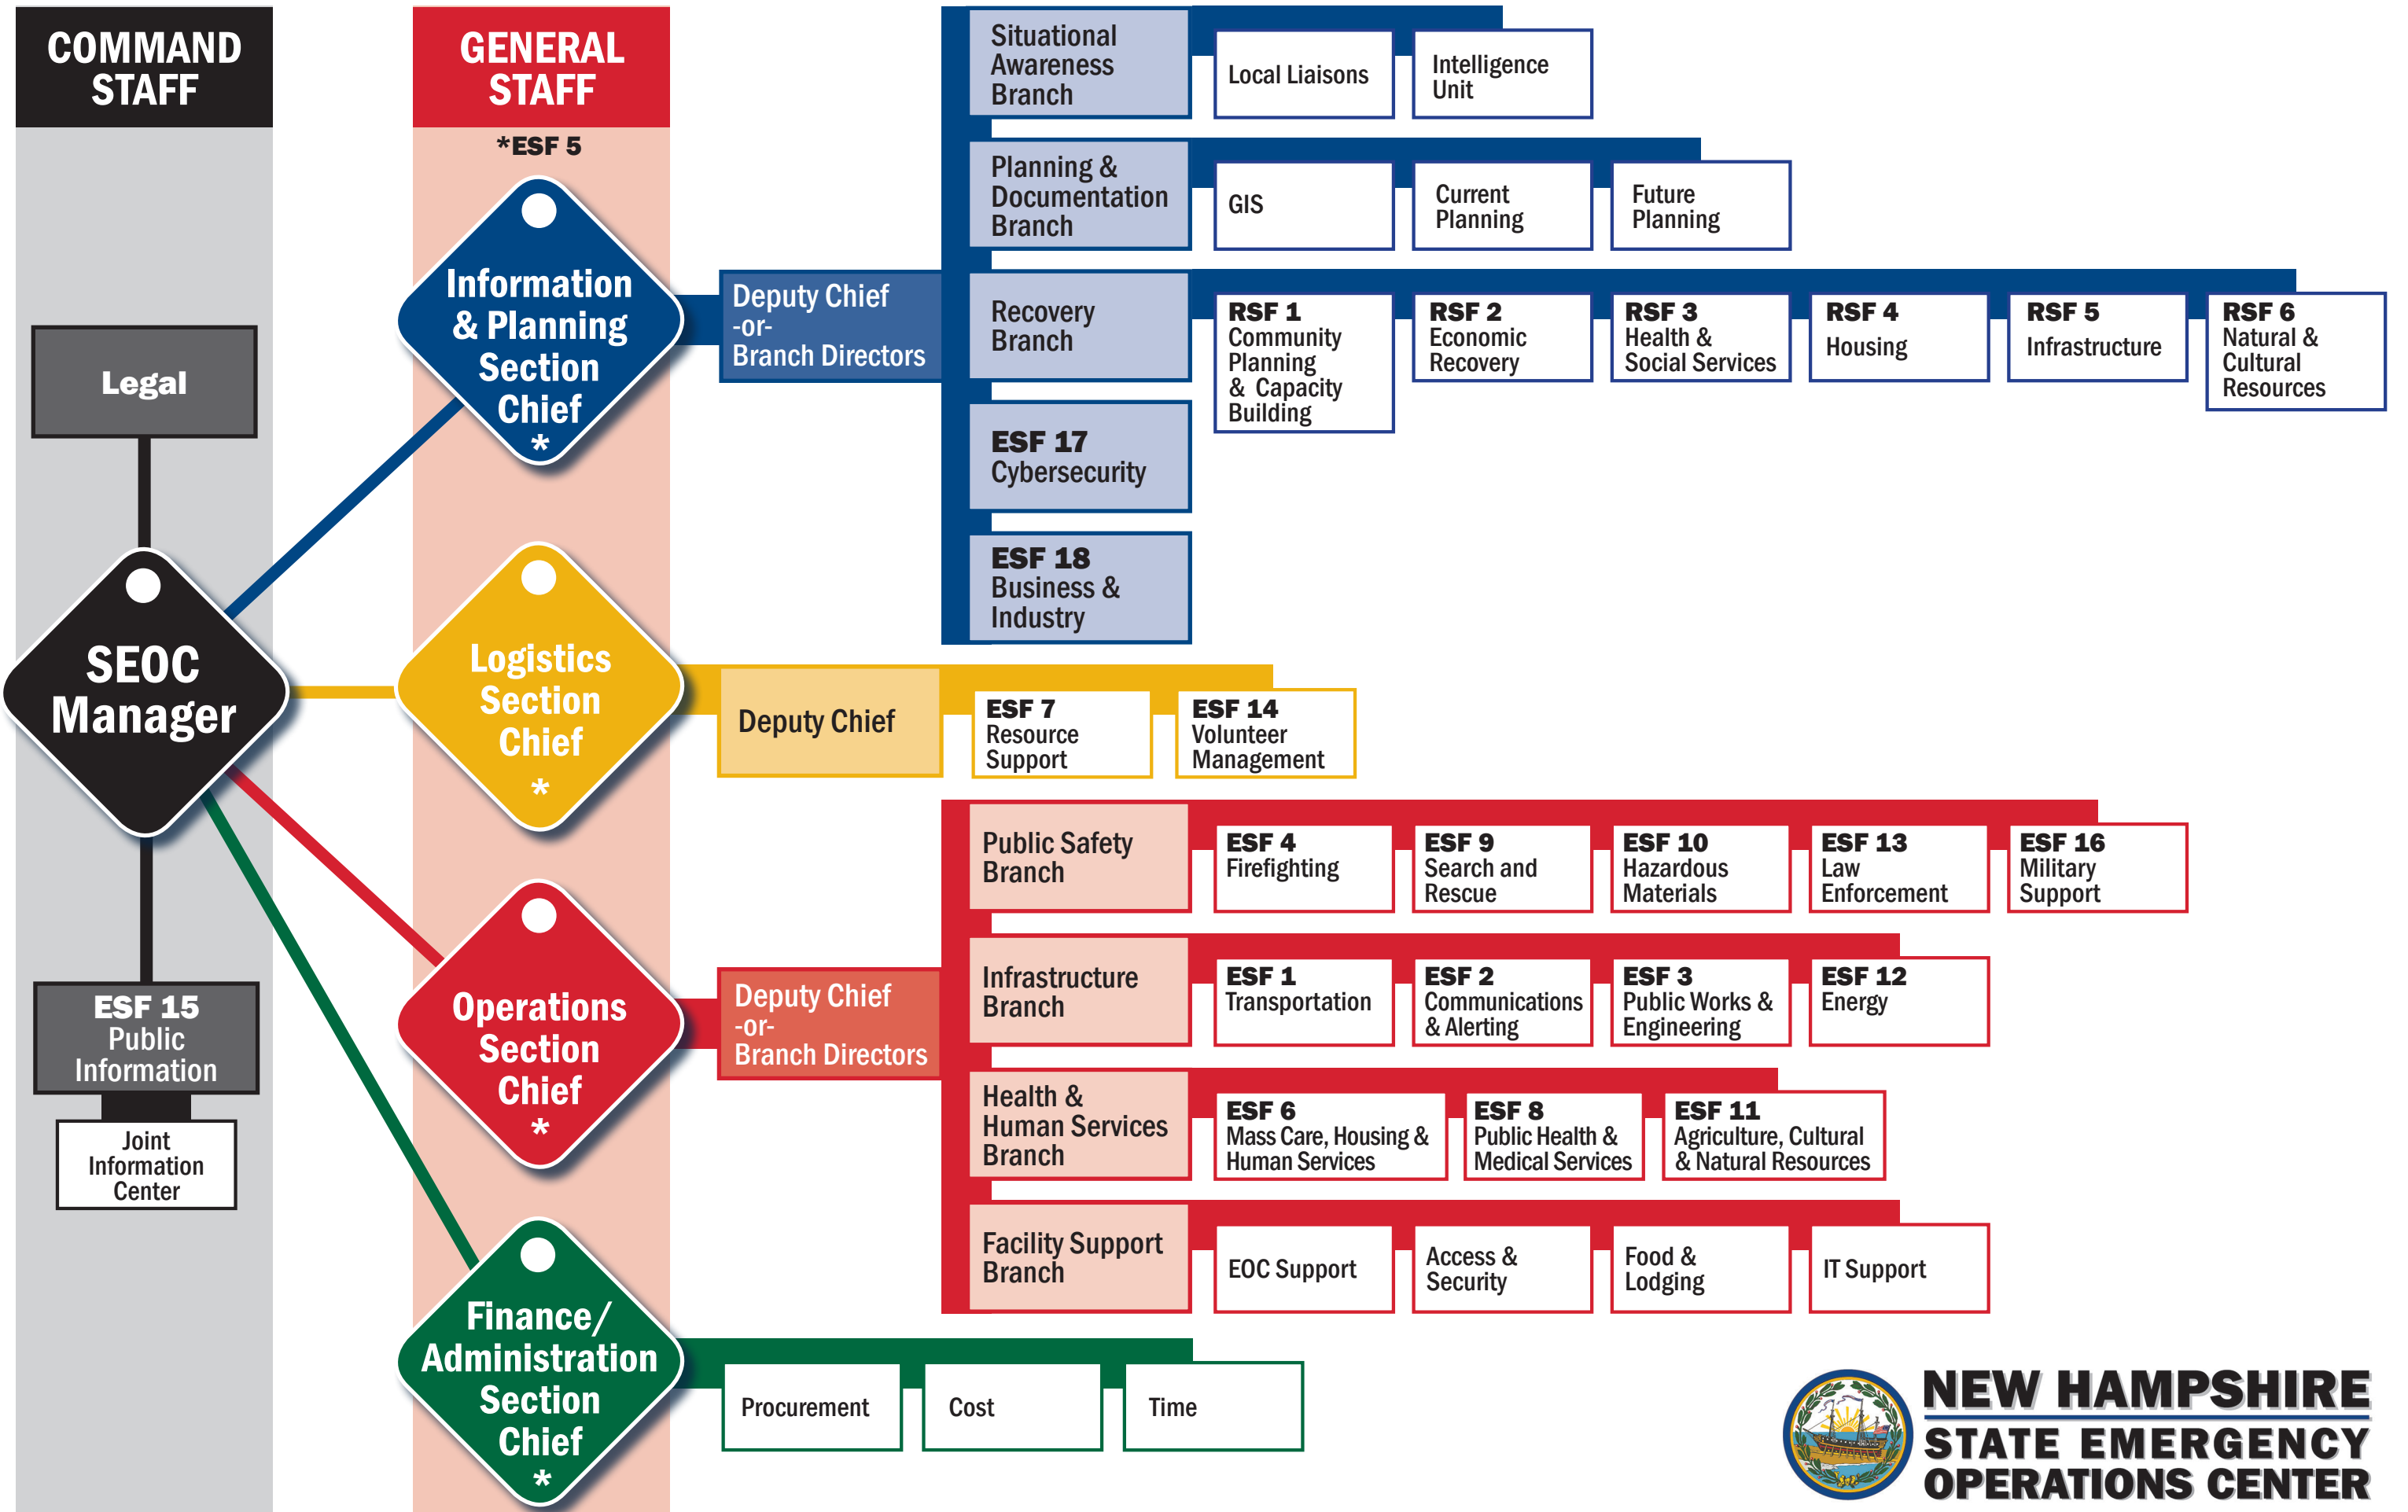 COMMAND
STAFF
Legal
SEOC
Manager
ESF 15
Public
Information
Joint
Information
Center
GENERAL
STAFF
*ESF 5
Information
& Planning
Section
Chief
*
Deputy Chief
-or-
Branch Directors
Situational
Awareness
Branch
Local Liaisons
Intelligence
Unit
Planning &
Documentation
Branch
GIS
Current
Planning
Future
Planning
Recovery
Branch
RSF 1
Community
Planning
& Capacity
Building
RSF 2
Economic
Recovery
RSF 3
Health &
Social Services
RSF 4
Housing
RSF 5
Infrastructure
RSF 6
Natural &
Cultural
Resources
ESF 17
Cybersecurity
ESF 18
Business &
Industry
Logistics
Section
Chief
*
Deputy Chief
ESF 7
Resource
Support
ESF 14
Volunteer
Management
Operations
Section
Chief
*
Deputy Chief
-or-
Branch Directors
Public Safety
Branch
ESF 4
Firefighting
ESF 9
Search and
Rescue
ESF 10
Hazardous
Materials
ESF 13
Law
Enforcement
ESF 16
Military
Support
Infrastructure
Branch
ESF 1
Transportation
ESF 2
Communications
& Alerting
ESF 3
Public Works &
Engineering
ESF 12
Energy
Health &
Human Services
Branch
ESF 6
Mass Care, Housing &
Human Services
ESF 8
Public Health &
Medical Services
ESF 11
Agriculture, Cultural
& Natural Resources
Facility Support
Branch
EOC Support
Access &
Security
Food &
Lodging
IT Support
Finance/
Administration
Section
Chief
*
Procurement
Cost
Time
NEW HAMPSHIRE
STATE EMERGENCY
OPERATIONS CENTER